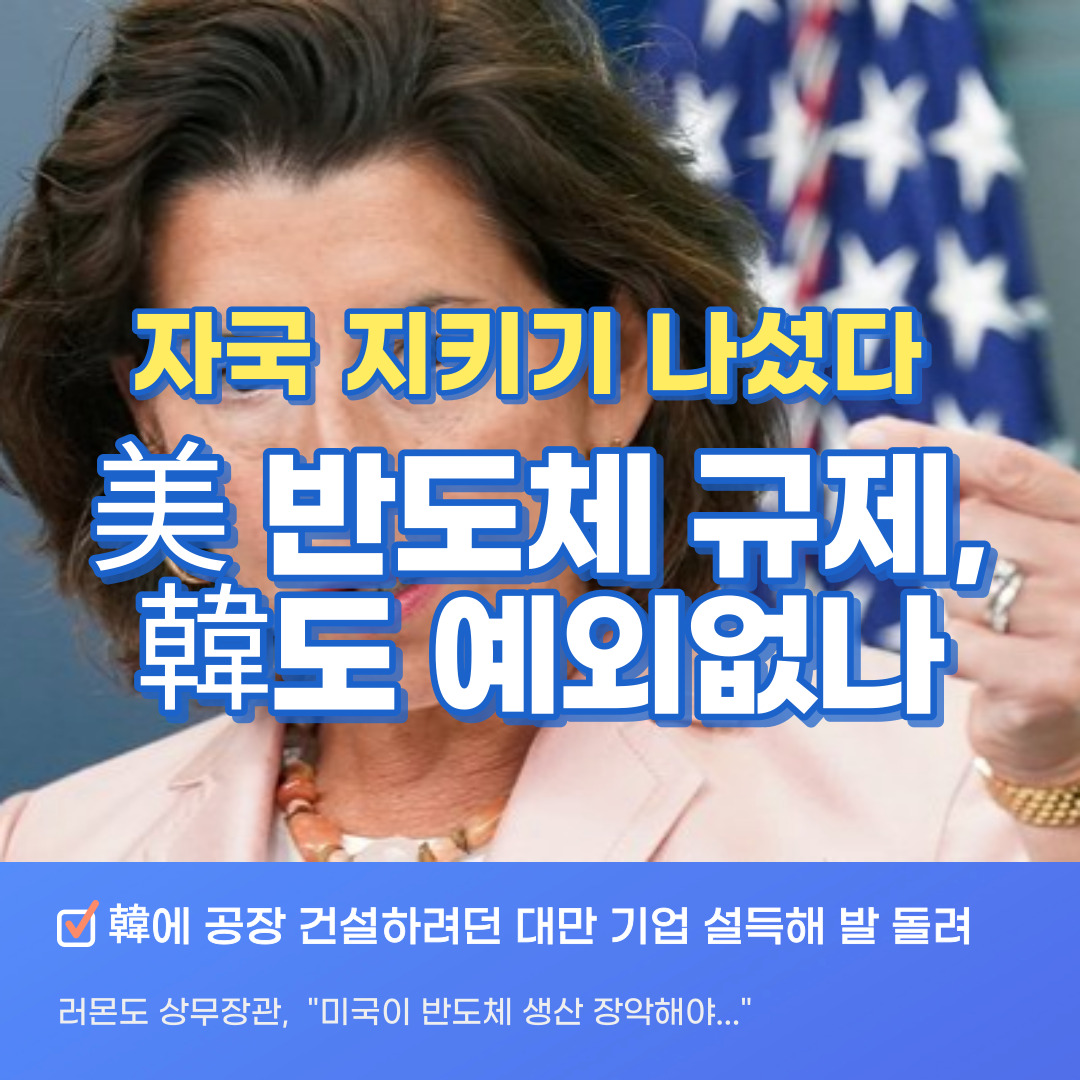 자국 지키기 나섰다
美 반도체 규제,
韓도 예외없나
韓에 공장 건설하려던 대만 기업 설득해 발 돌려
러몬도 상무장관, "미국이 반도체 생산 장악해야..."